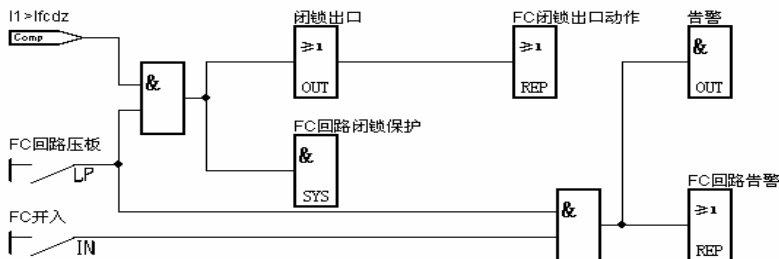 I1>Ifcdz
Comp
&
闭锁出口
≥1
OUT
FC闭锁出口动作
≥1
REP
告警
&
OUT
FC回路闭锁保护
&
SYS
FC回路压板
LP
FC开入
IN
&
FC回路告警
≥1
REP